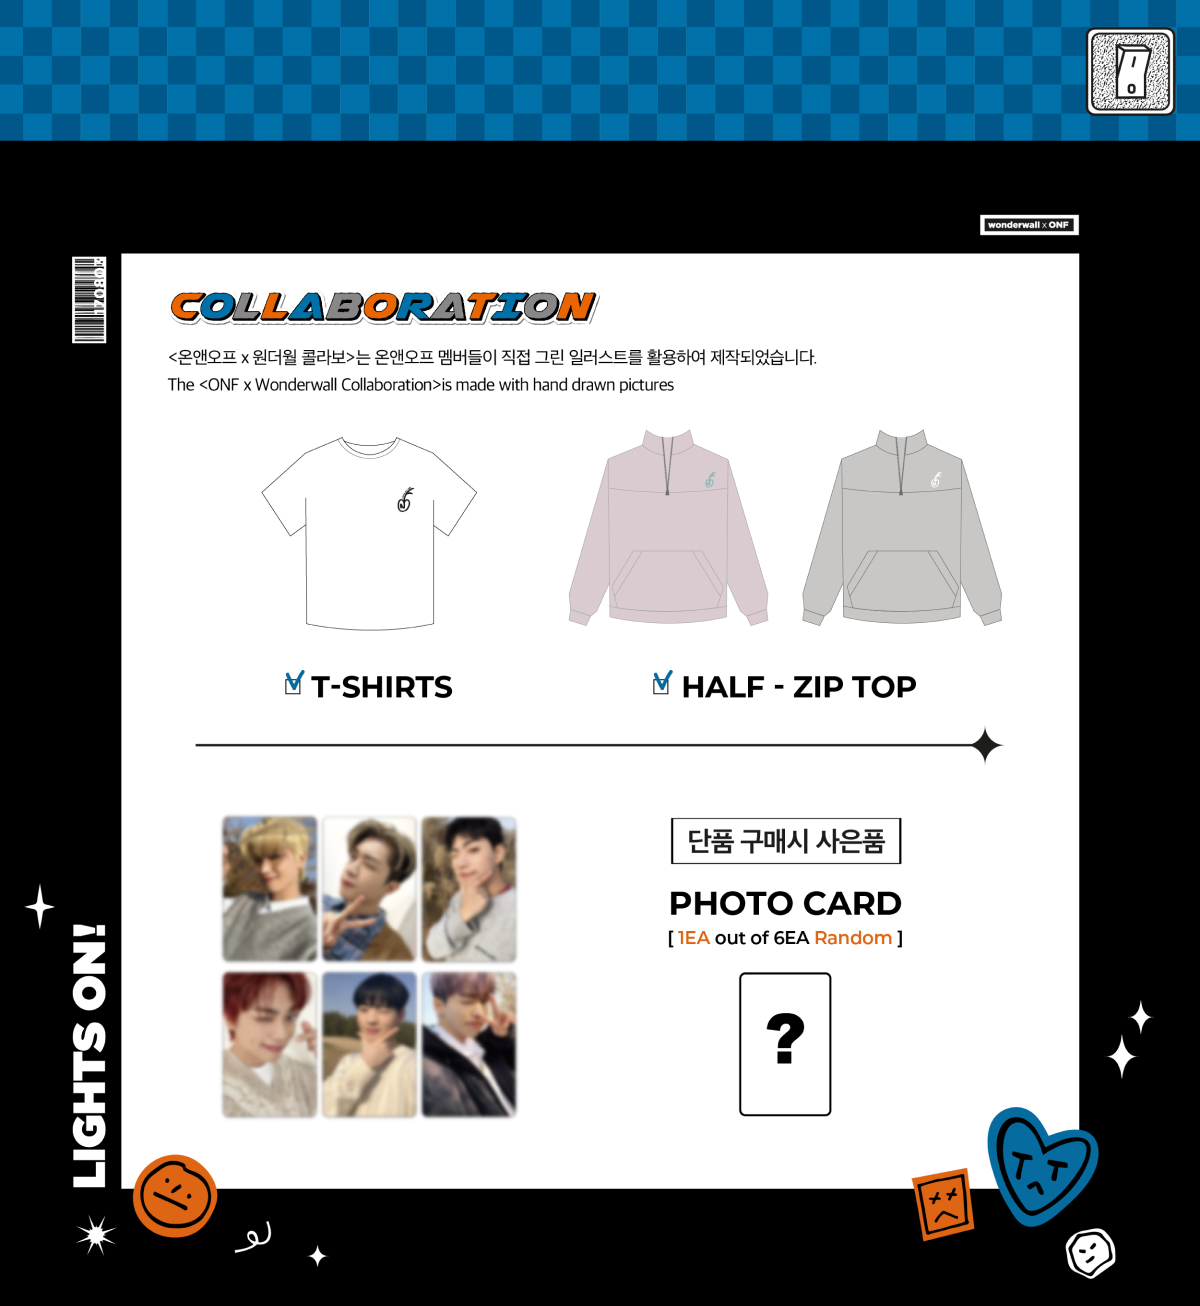 I
O
wonderwall x ONF
170803
COLLABORATION
<온앤오프 x 원더월 콜라보>는 온앤오프 멤버들이 직접 그린 일러스트를 활용하여 제작되었습니다.
The <ONF x Wonderwall Collaboration>is made with hand drawn pictures
T-SHIRTS
HALF - ZIP TOP
단품 구매시 사은품
PHOTO CARD
[ 1EA out of 6EA Random ]
?
LIGHTS ON!